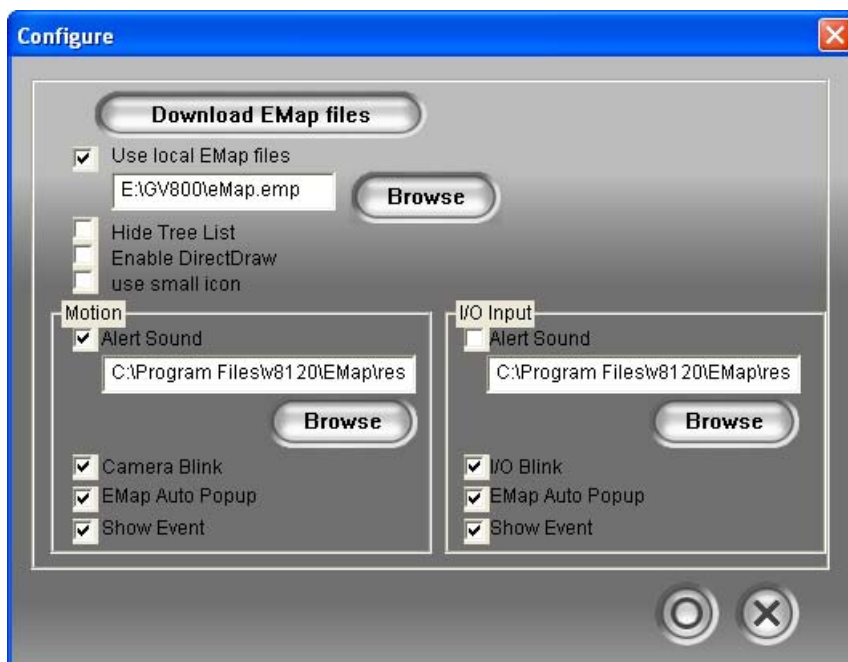 Configure
Download EMap files
Use local EMap files
E:\GV800\eMap.emp
Browse
Hide Tree List
Enable DirectDraw
use small icon
Motion
Alert Sound
C:\Program Files\v8120\EMap\res
Browse
Camera Blink
EMap Auto Popup
Show Event
I/O Input
Alert Sound
C:\Program Files\v8120\EMap\res
Browse
I/O Blink
EMap Auto Popup
Show Event